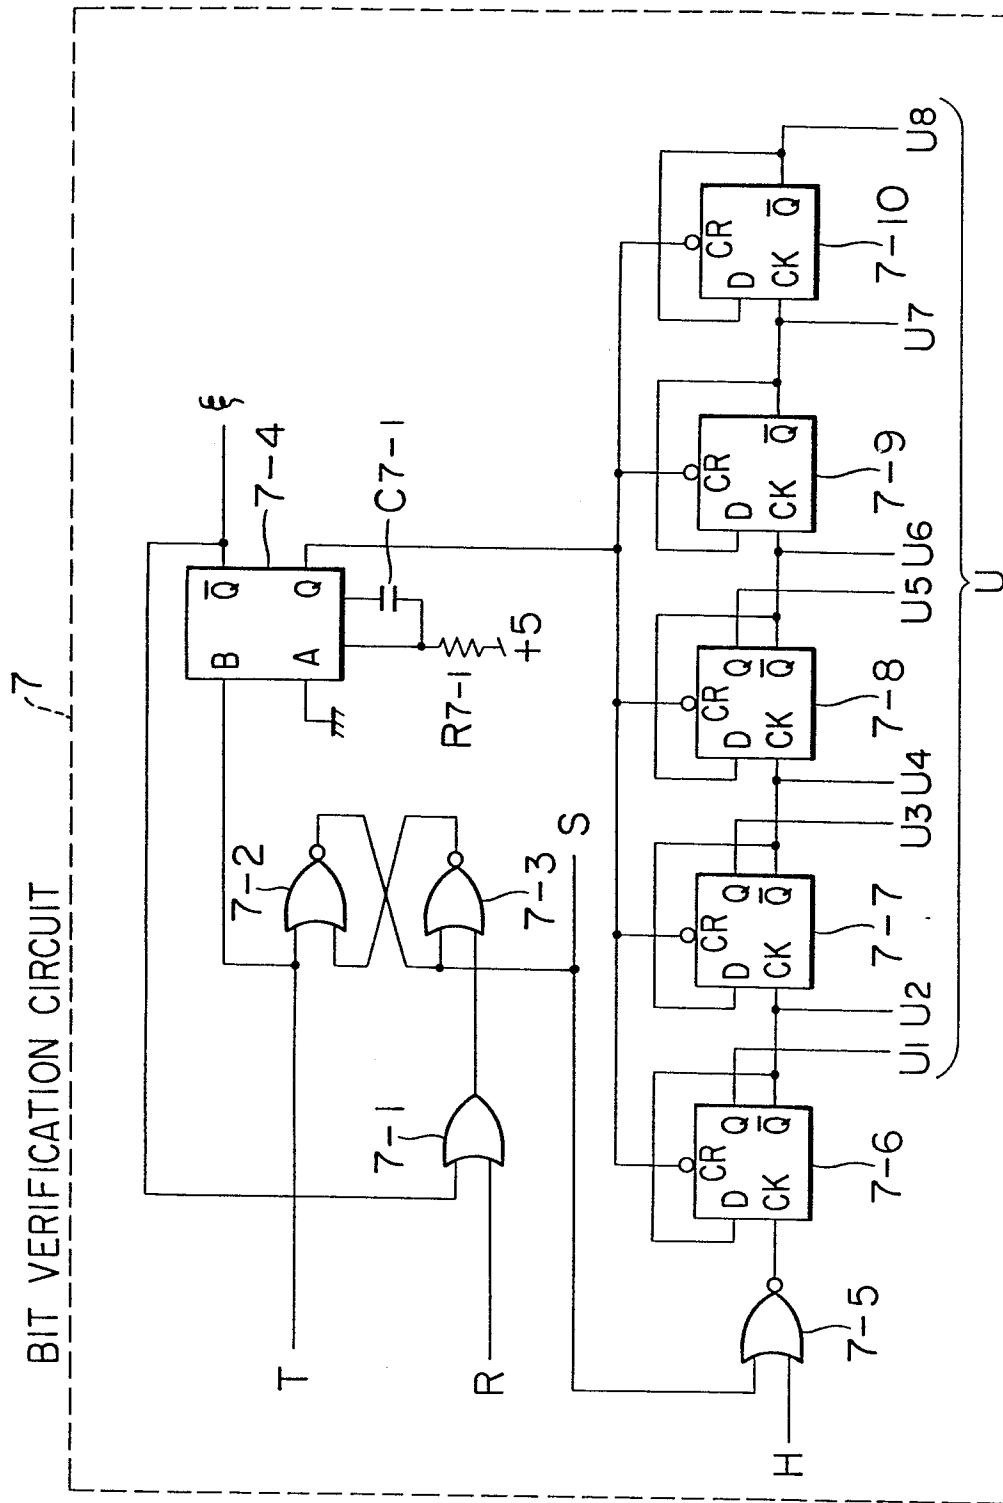 BIT VERIFICATION CIRCUIT
7
ξ
B Q̅
A Q
7-4
C7-1
R7-1
+5
T
7-2
7-1
7-3
R
S
CR
D Q
CK Q̅
7-6
CR
D Q
CK Q̅
7-7
CR
D Q
CK Q̅
7-8
CR
D
CK Q̅
7-9
CR
D
CK Q̅
7-10
H
7-5
U1 U2 U3 U4 U5 U6 U7 U8
U